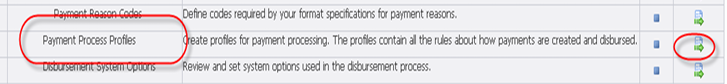 Payment Reason Codes Define codes required by your format specifications for payment reasons.
Payment Process Profiles Create profiles for payment processing. The profiles contain all the rules about how payments are created and disbursed.
Disbursement System Options Review and set system options used in the disbursement process.